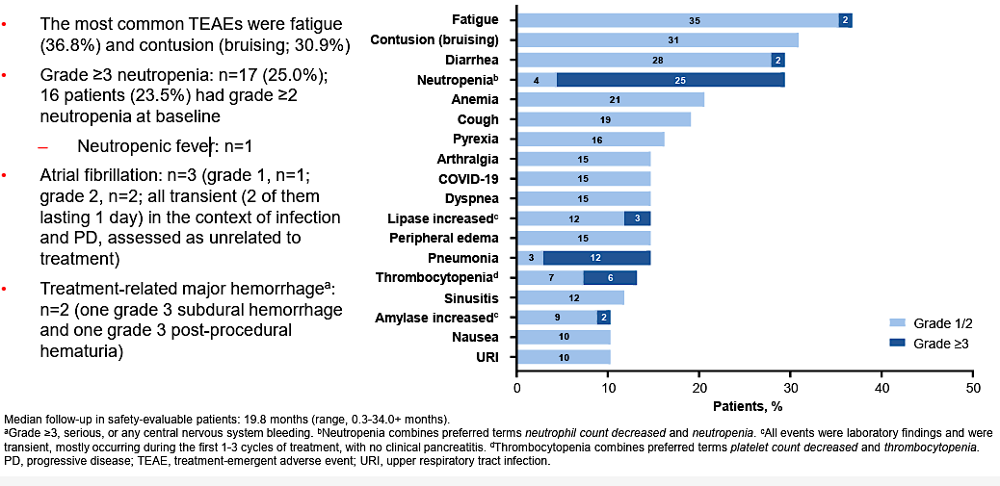 • The most common TEAEs were fatigue
(36.8%) and contusion (bruising; 30.9%)
• Grade ≥3 neutropenia: n=17 (25.0%);
16 patients (23.5%) had grade ≥2
neutropenia at baseline
– Neutropenic fever: n=1
• Atrial fibrillation: n=3 (grade 1, n=1;
grade 2, n=2; all transient (2 of them
lasting 1 day) in the context of infection
and PD, assessed as unrelated to
treatment)
• Treatment-related major hemorrhageᵃ:
n=2 (one grade 3 subdural hemorrhage
and one grade 3 post-procedural
hematuria)
Fatigue 35 2
Contusion (bruising) 31
Diarrhea 28 2
Neutropeniaᵇ 4 25
Anemia 21
Cough 19
Pyrexia 16
Arthralgia 15
COVID-19 15
Dyspnea 15
Lipase increasedᶜ 12 3
Peripheral edema 15
Pneumonia 3 12
Thrombocytopeniaᵈ 7 6
Sinusitis 12
Amylase increasedᶜ 9 2
Nausea 10
URI 10
Grade 1/2
Grade ≥3
0 10 20 30 40 50
Patients, %
Median follow-up in safety-evaluable patients: 19.8 months (range, 0.3-34.0+ months).
ᵃGrade ≥3, serious, or any central nervous system bleeding. ᵇNeutropenia combines preferred terms neutrophil count decreased and neutropenia. ᶜAll events were laboratory findings and were
transient, mostly occurring during the first 1-3 cycles of treatment, with no clinical pancreatitis. ᵈThrombocytopenia combines preferred terms platelet count decreased and thrombocytopenia.
PD, progressive disease; TEAE, treatment-emergent adverse event; URI, upper respiratory tract infection.